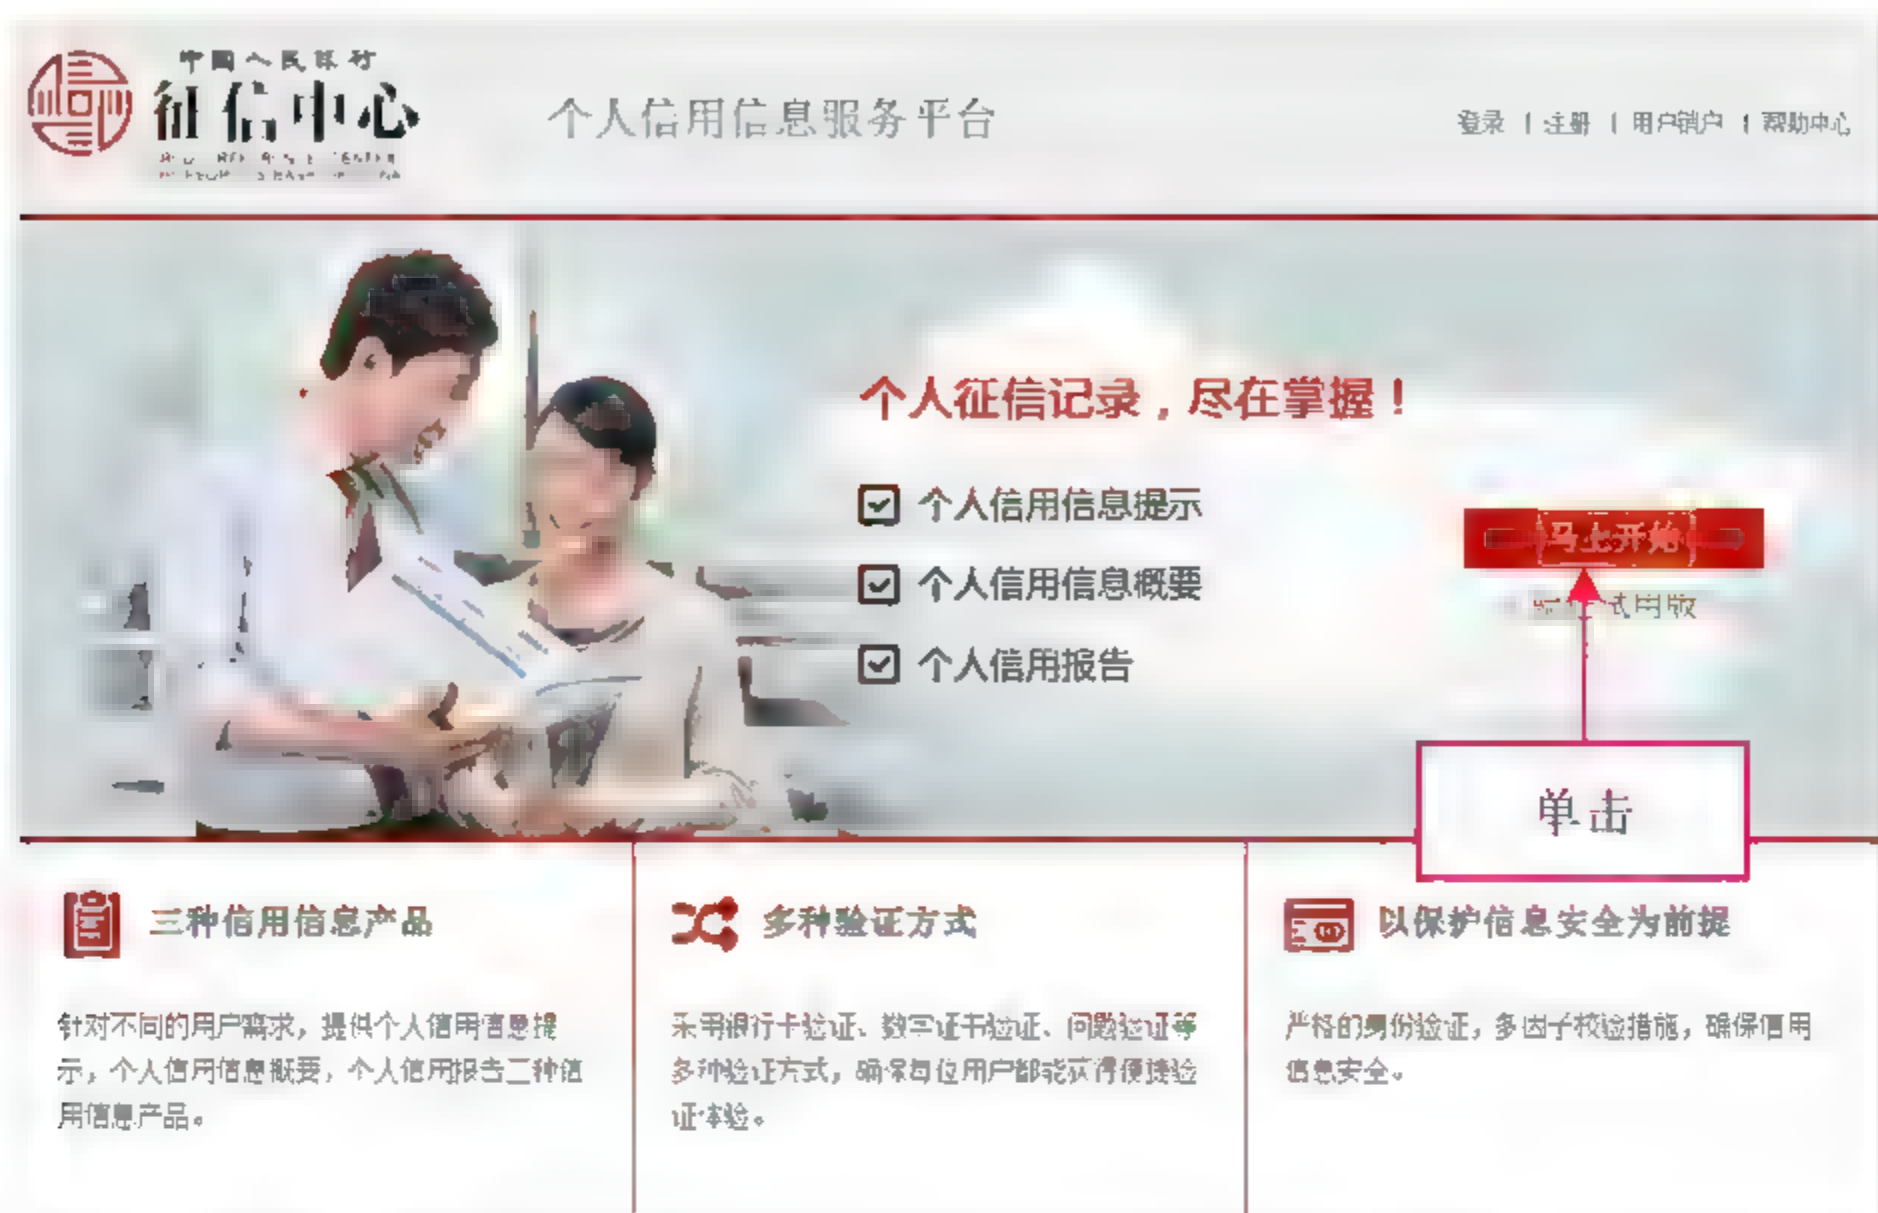 中国人民银行
征信中心
个人信用信息服务平台
登录 | 注册 | 用户销户 | 帮助中心
个人征信记录，尽在掌握！
个人信用信息提示
个人信用信息概要
个人信用报告
马上开始
试用版
单击
三种信用信息产品
多种验证方式
以保护信息安全为前提
针对不同的用户需求，提供个人信用信息提
示，个人信用信息概要，个人信用报告三种信
用信息产品。
采用银行卡验证、数字证书验证、问题验证等
多种验证方式，确保每位用户都能获得便捷验
证体验。
严格的身份验证，多因子校验措施，确保信用
信息安全。